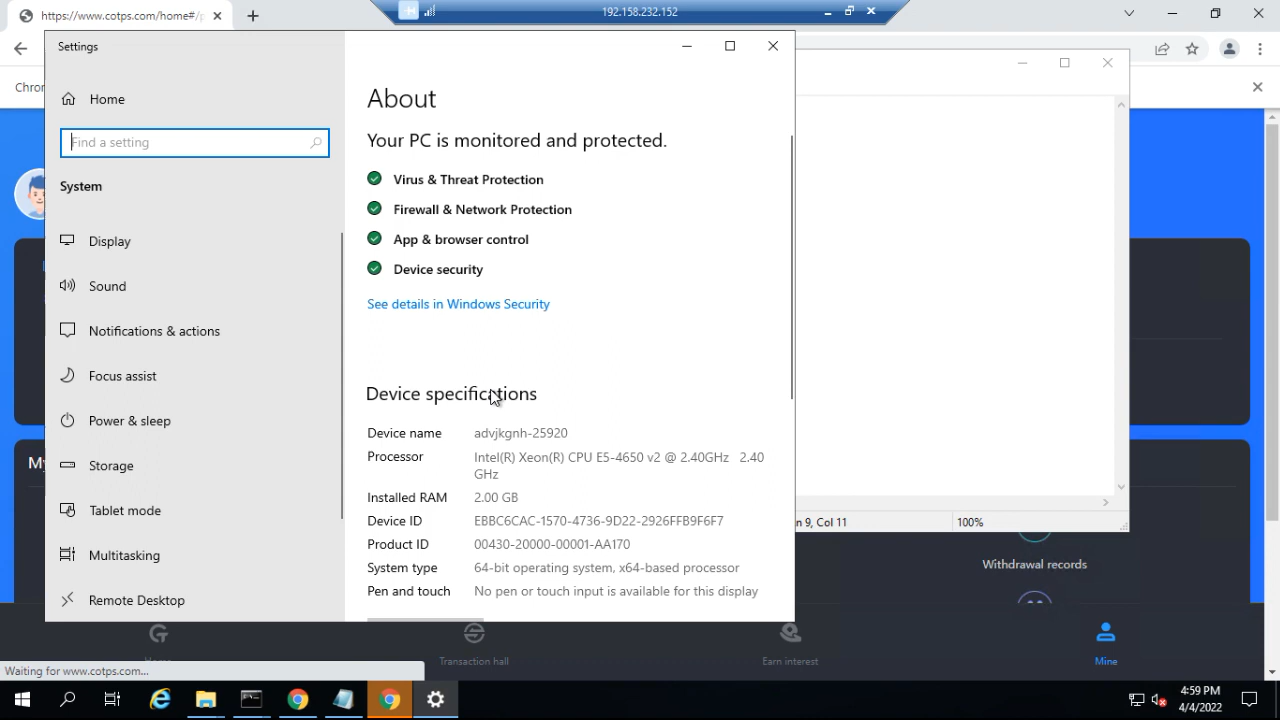 https://www.cotps.com/home#/p
192.158.232.152
Settings
Chron
Home
Find a setting
System
Display
Sound
Notifications & actions
Focus assist
Power & sleep
Storage
Tablet mode
Multitasking
Remote Desktop
About
Your PC is monitored and protected.
Virus & Threat Protection
Firewall & Network Protection
App & browser control
Device security
See details in Windows Security
Device specifications
Device name advjkgnh-25920
Processor Intel(R) Xeon(R) CPU E5-4650 v2 @ 2.40GHz 2.40
GHz
Installed RAM 2.00 GB
Device ID EBBC6CAC-1570-4736-9D22-2926FFB9F6F7
Product ID 00430-20000-00001-AA170
System type 64-bit operating system, x64-based processor
Pen and touch No pen or touch input is available for this display
My
n 9, Col 11
100%
Withdrawal records
Home
Transaction hall
Earn interest
Mine
Waiting for www.cotps.com...
4:59 PM
4/4/2022